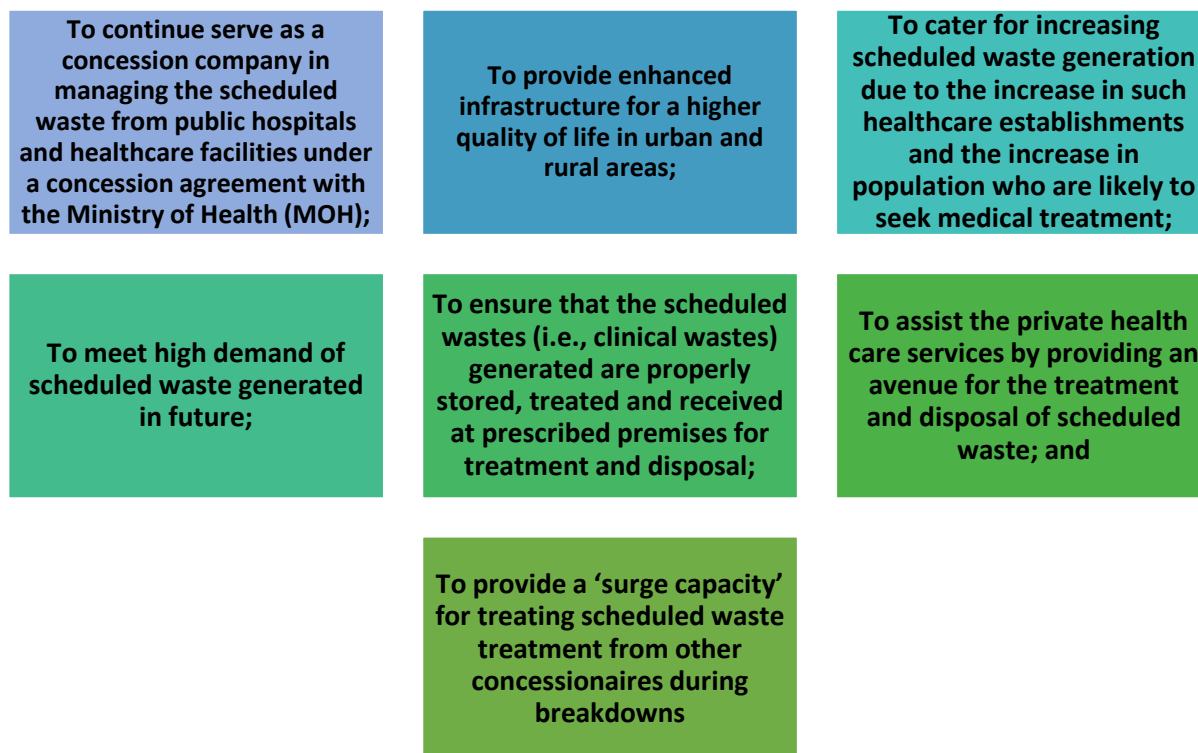 To continue serve as a
concession company in
managing the scheduled
waste from public hospitals
and healthcare facilities under
a concession agreement with
the Ministry of Health (MOH);
To provide enhanced
infrastructure for a higher
quality of life in urban and
rural areas;
To cater for increasing
scheduled waste generation
due to the increase in such
healthcare establishments
and the increase in
population who are likely to
seek medical treatment;
To meet high demand of
scheduled waste generated
in future;
To ensure that the scheduled
wastes (i.e., clinical wastes)
generated are properly
stored, treated and received
at prescribed premises for
treatment and disposal;
To assist the private health
care services by providing an
avenue for the treatment
and disposal of scheduled
waste; and
To provide a ‘surge capacity’
for treating scheduled waste
treatment from other
concessionaires during
breakdowns